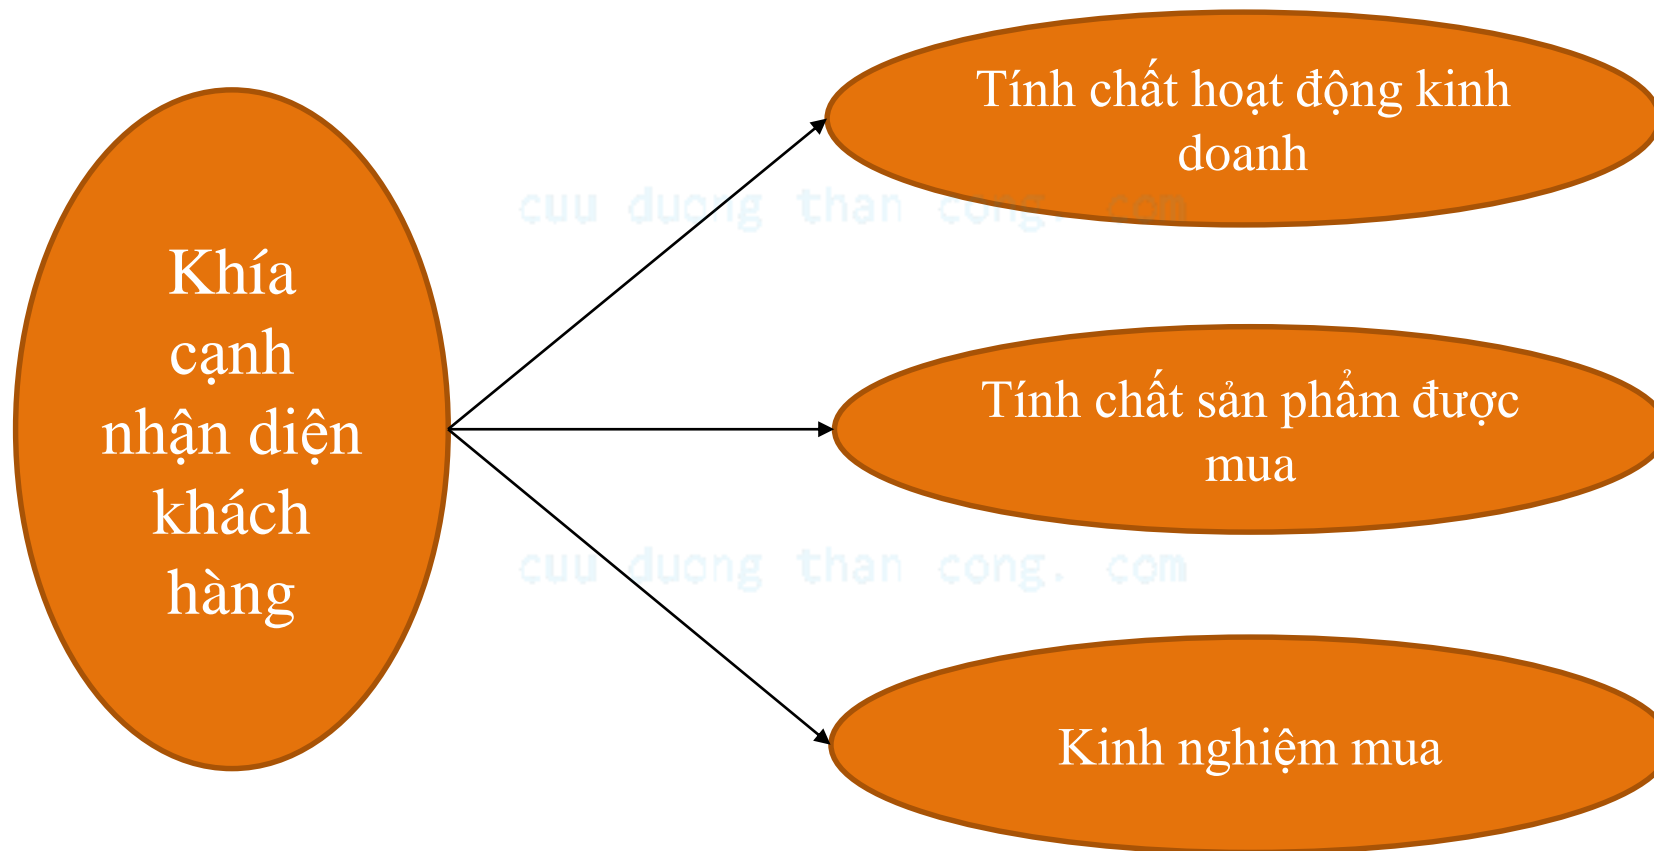 Khía
cạnh
nhận diện
khách
hàng
Tính chất hoạt động kinh
doanh
cuu duong than cong. com
Tính chất sản phẩm được
mua
cuu duong than cong. com
Kinh nghiệm mua